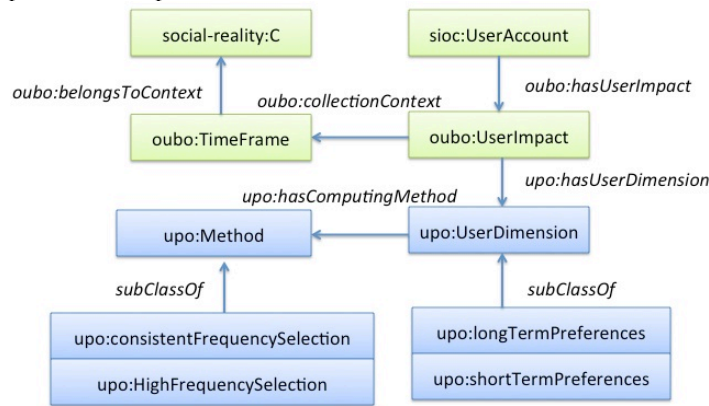 social-reality:C
sioc:UserAccount
oubo:belongsToContext
oubo:hasUserImpact
oubo:collectionContext
oubo:TimeFrame
oubo:UserImpact
upo:hasUserDimension
upo:hasComputingMethod
upo:Method
upo:UserDimension
subClassOf
subClassOf
upo:consistentFrequencySelection
upo:longTermPreferences
upo:HighFrequencySelection
upo:shortTermPreferences